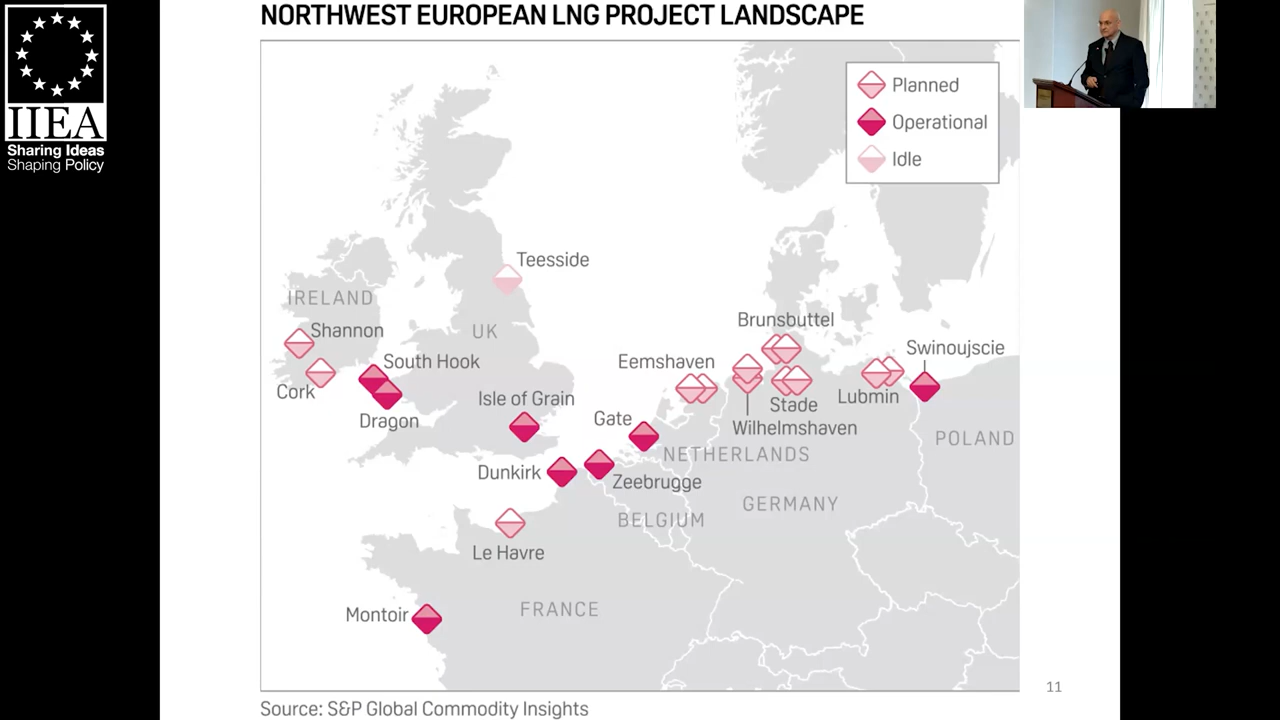 NORTHWEST EUROPEAN LNG PROJECT LANDSCAPE
IIEA
Sharing Ideas
Shaping Policy
Planned
Operational
Idle
Teesside
IRELAND
Shannon
UK
Brunsbuttel
Swinoujscie
South Hook
Eemshaven
Cork
Isle of Grain
Lubmin
Stade
Dragon
Gate
Wilhelmshaven
POLAND
NETHERLANDS
Dunkirk
Zeebrugge
GERMANY
BELGIUM
Le Havre
FRANCE
Montoir
11
Source: S&P Global Commodity Insights